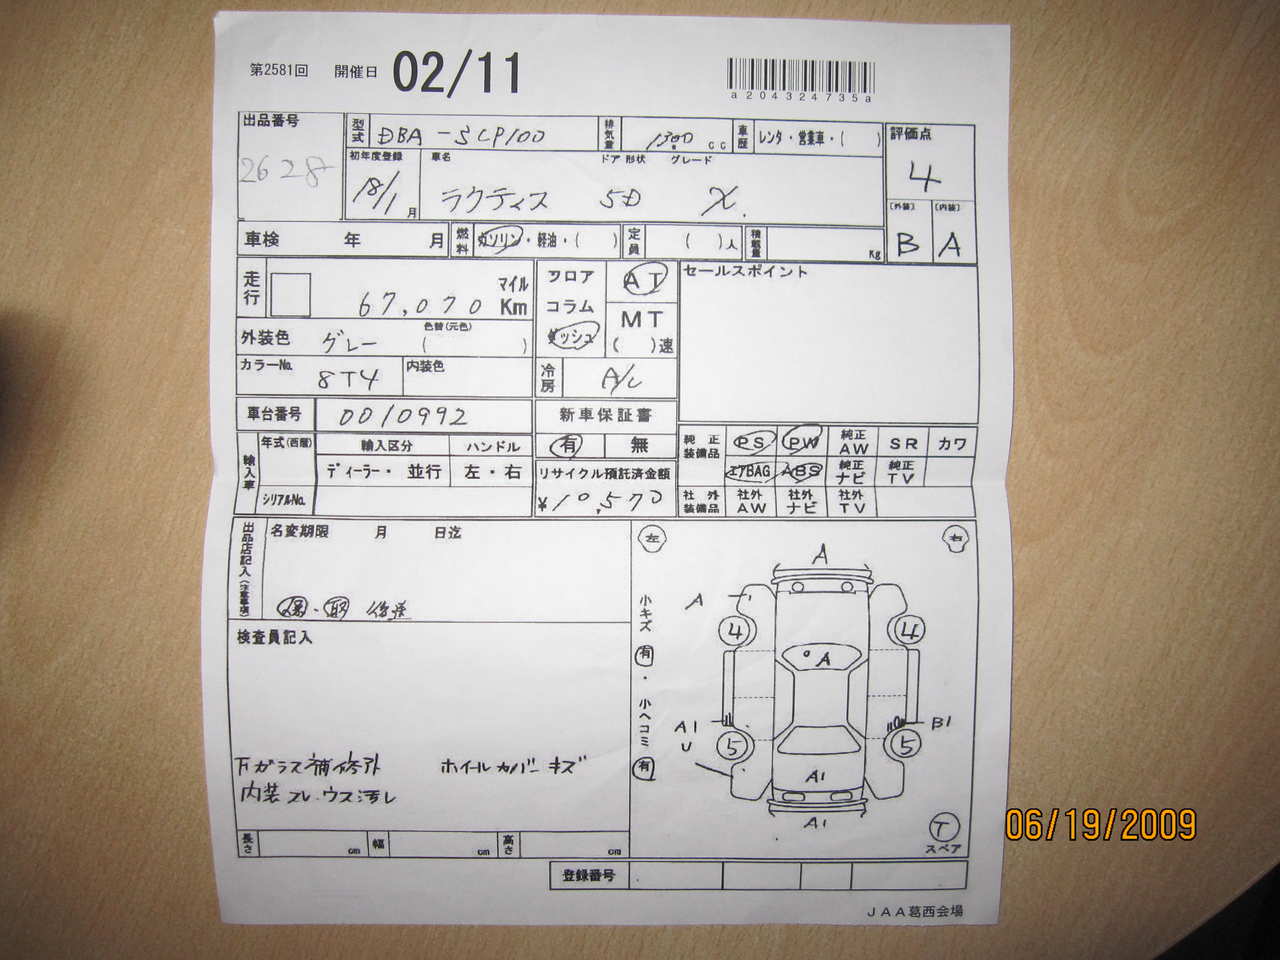 第2581回 開催日 02/11
a204324735a
出品番号 2628
型式 DBA-SCP100 排気量 1300 cc 車歴 レンタ・営業車・( )
評価点 4
初年度登録 18/1月 車名 ラクティス ドア 形状 5D グレード X.
(外装) B (内装) A
車検 年 月 燃料 ガソリン・軽油・( ) 定員 ( )人 積載量 Kg
走行 67,070 マイル Km
フロア コラム ダッシュ
AT MT ( )速
セールスポイント
外装色 グレー 色替(元色) ( )
カラーNo. 8T4 内装色
冷房 A/C
車台番号 0010992
新車保証書 有 無
輸入車 年式(西暦) 輸入区分 ハンドル
ディーラー・並行 左・右
シリアルNo.
リサイクル預託済金額
¥10,570
純正装備品 PS PW 純正AW SR カワ
エアBAG ABS 純正ナビ 純正TV
社外装備品 社外AW 社外ナビ 社外TV
出品店記入(注意事項) 名変期限 月 日迄
保・取 後送
検査員記入
下ガラス補修 ホイールカバーキズ
内装スレ・ウス汚レ
長さ cm 幅 cm 高さ cm
左 右
小キズ 有・小ヘコミ 有
A
A
4 4
A
A1 B1
U
5 5
A1
A1
T
スペア
登録番号
JAA葛西会場
06/19/2009